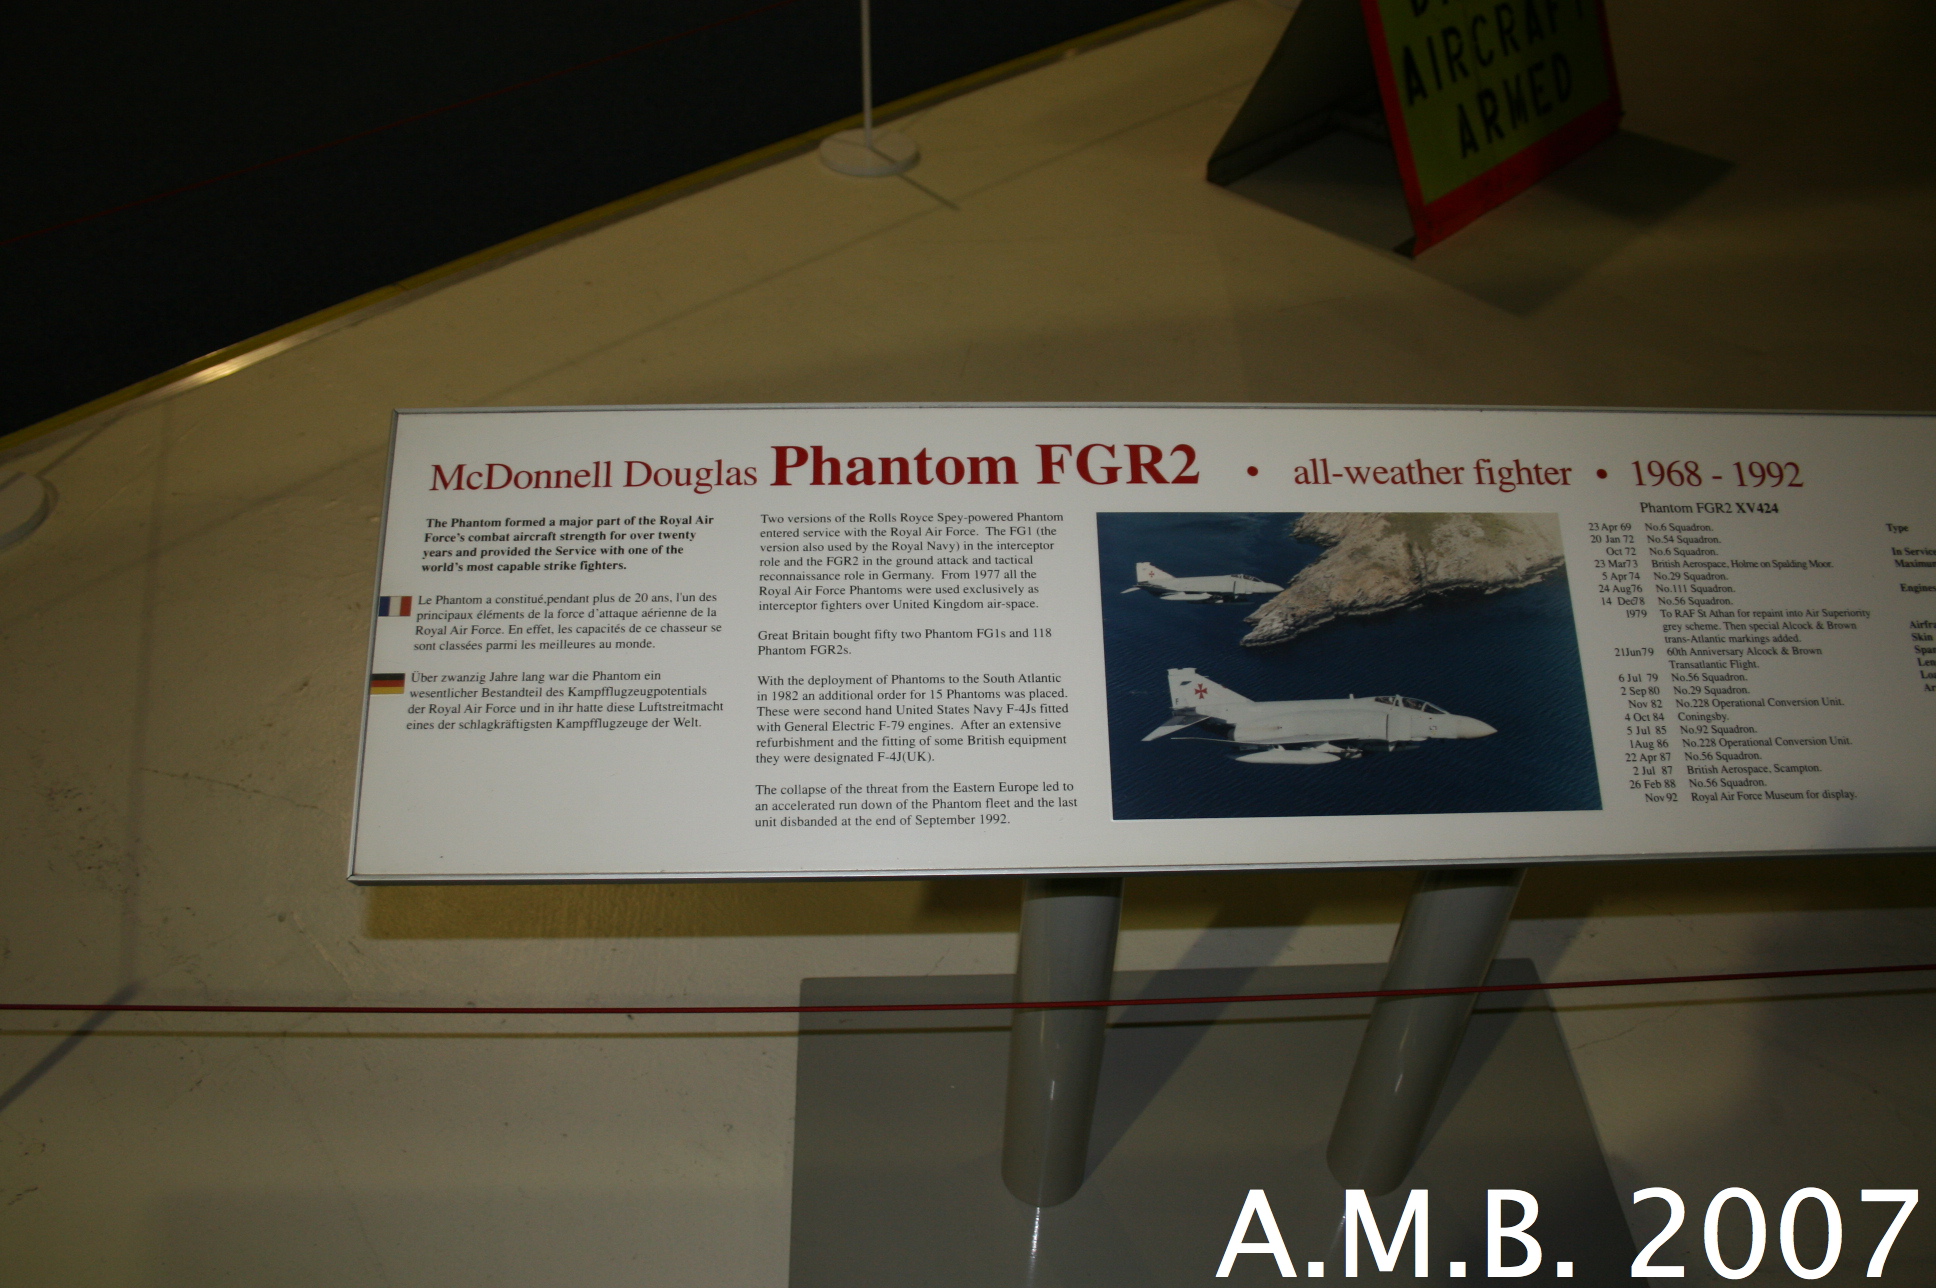 AIRCRAFT
ARMED
McDonnell Douglas Phantom FGR2 • all-weather fighter • 1968 - 1992
The Phantom formed a major part of the Royal Air
Force's combat aircraft strength for over twenty
years and provided the Service with one of the
world's most capable strike fighters.
Le Phantom a constitué,pendant plus de 20 ans, l'un des
principaux éléments de la force d'attaque aérienne de la
Royal Air Force. En effet, les capacités de ce chasseur se
sont classées parmi les meilleures au monde.
Über zwanzig Jahre lang war die Phantom ein
wesentlicher Bestandteil des Kampfflugzeugpotentials
der Royal Air Force und in ihr hatte diese Luftstreitmacht
eines der schlagkräftigsten Kampfflugzeuge der Welt.
Two versions of the Rolls Royce Spey-powered Phantom
entered service with the Royal Air Force. The FG1 (the
version also used by the Royal Navy) in the interceptor
role and the FGR2 in the ground attack and tactical
reconnaissance role in Germany. From 1977 all the
Royal Air Force Phantoms were used exclusively as
interceptor fighters over United Kingdom air-space.
Great Britain bought fifty two Phantom FG1s and 118
Phantom FGR2s.
With the deployment of Phantoms to the South Atlantic
in 1982 an additional order for 15 Phantoms was placed.
These were second hand United States Navy F-4Js fitted
with General Electric F-79 engines. After an extensive
refurbishment and the fitting of some British equipment
they were designated F-4J(UK).
The collapse of the threat from the Eastern Europe led to
an accelerated run down of the Phantom fleet and the last
unit disbanded at the end of September 1992.
Phantom FGR2 XV424
23 Apr 69 No.6 Squadron.
20 Jan 72 No.54 Squadron.
Oct 72 No.6 Squadron.
23 Mar73 British Aerospace, Holme on Spalding Moor.
5 Apr 74 No.29 Squadron.
24 Aug76 No.111 Squadron.
14 Dec78 No.56 Squadron.
1979 To RAF St Athan for repaint into Air Superiority
grey scheme. Then special Alcock & Brown
trans-Atlantic markings added.
21Jun79 60th Anniversary Alcock & Brown
Transatlantic Flight.
6 Jul 79 No.56 Squadron.
2 Sep 80 No.29 Squadron.
Nov 82 No.228 Operational Conversion Unit.
4 Oct 84 Coningsby.
5 Jul 85 No.92 Squadron.
1Aug 86 No.228 Operational Conversion Unit.
22 Apr 87 No.56 Squadron.
2 Jul 87 British Aerospace, Scampton.
26 Feb 88 No.56 Squadron.
Nov 92 Royal Air Force Museum for display.
Type
In Service
Skin
A.M.B. 2007